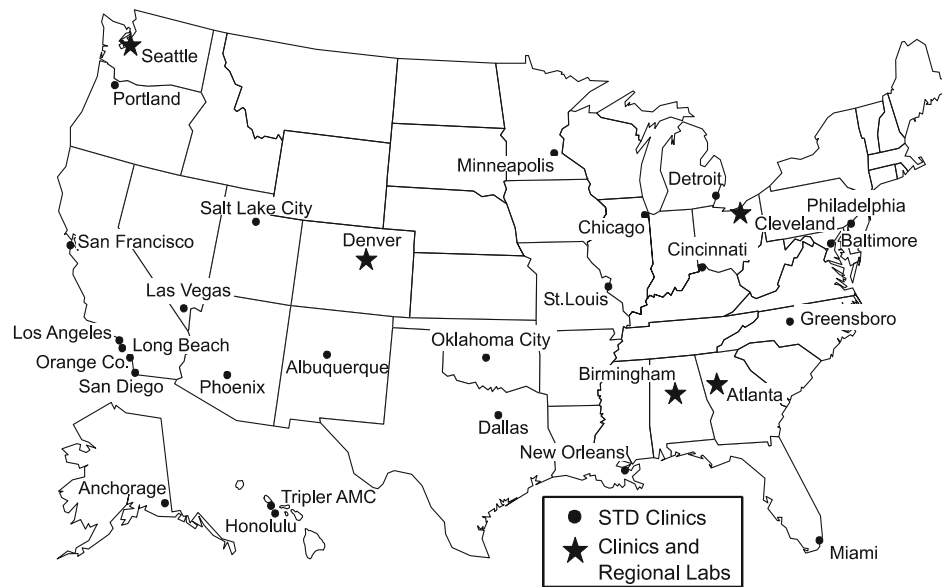 Seattle
Portland
Minneapolis
Detroit
Salt Lake City
Chicago
Cleveland
Philadelphia
San Francisco
Denver
Cincinnati
Baltimore
Las Vegas
St.Louis
Los Angeles
Long Beach
Oklahoma City
Greensboro
Orange Co.
Albuquerque
Birmingham
San Diego
Phoenix
Atlanta
Dallas
New Orleans
Anchorage
Tripler AMC
Honolulu
Miami
STD Clinics
Clinics and
Regional Labs